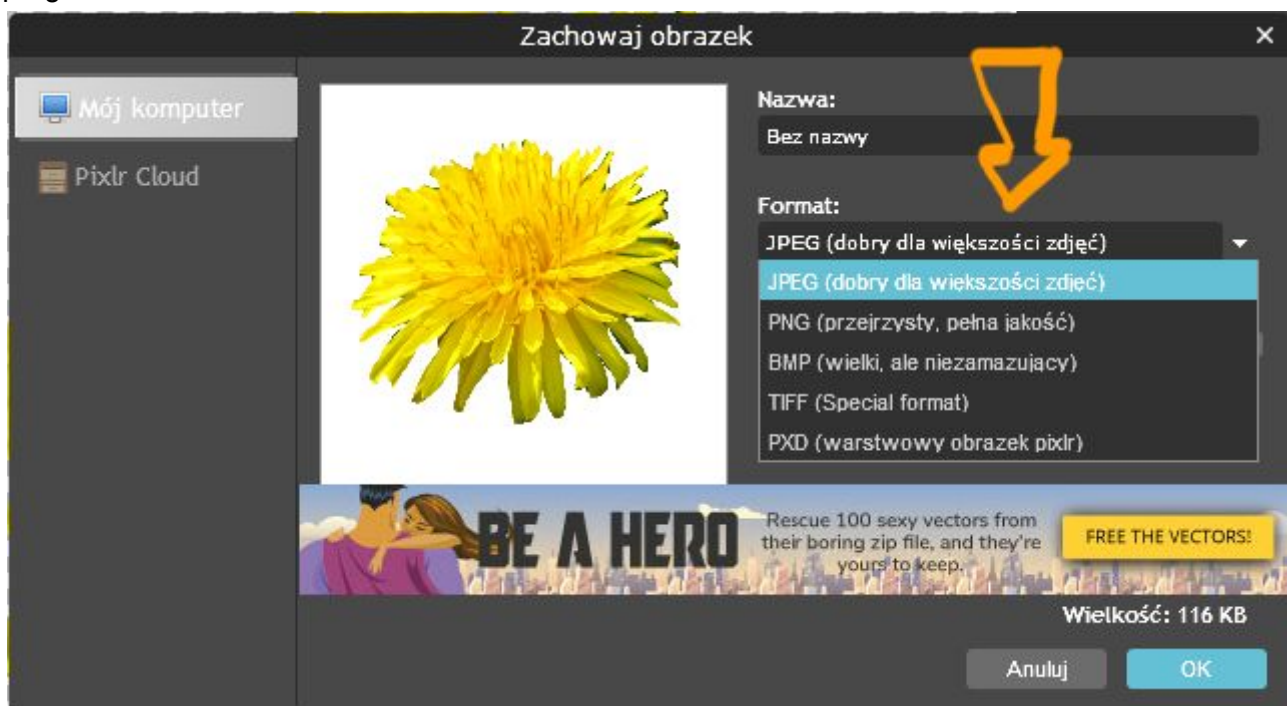 Zachowaj obrazek
Mój komputer
Pixlr Cloud
Nazwa:
Bez nazwy
Format:
JPEG (dobry dla większości zdjęć)
JPEG (dobry dla większości zdjęć)
PNG (przejrzysty, pełna jakość)
BMP (wielki, ale niezamazujący)
TIFF (Special format)
PXD (warstwowy obrazek pixlr)
BE A HERO
Rescue 100 sexy vectors from
their boring zip file, and they're
yours to keep.
FREE THE VECTORS!
Wielkość: 116 KB
Anuluj
OK